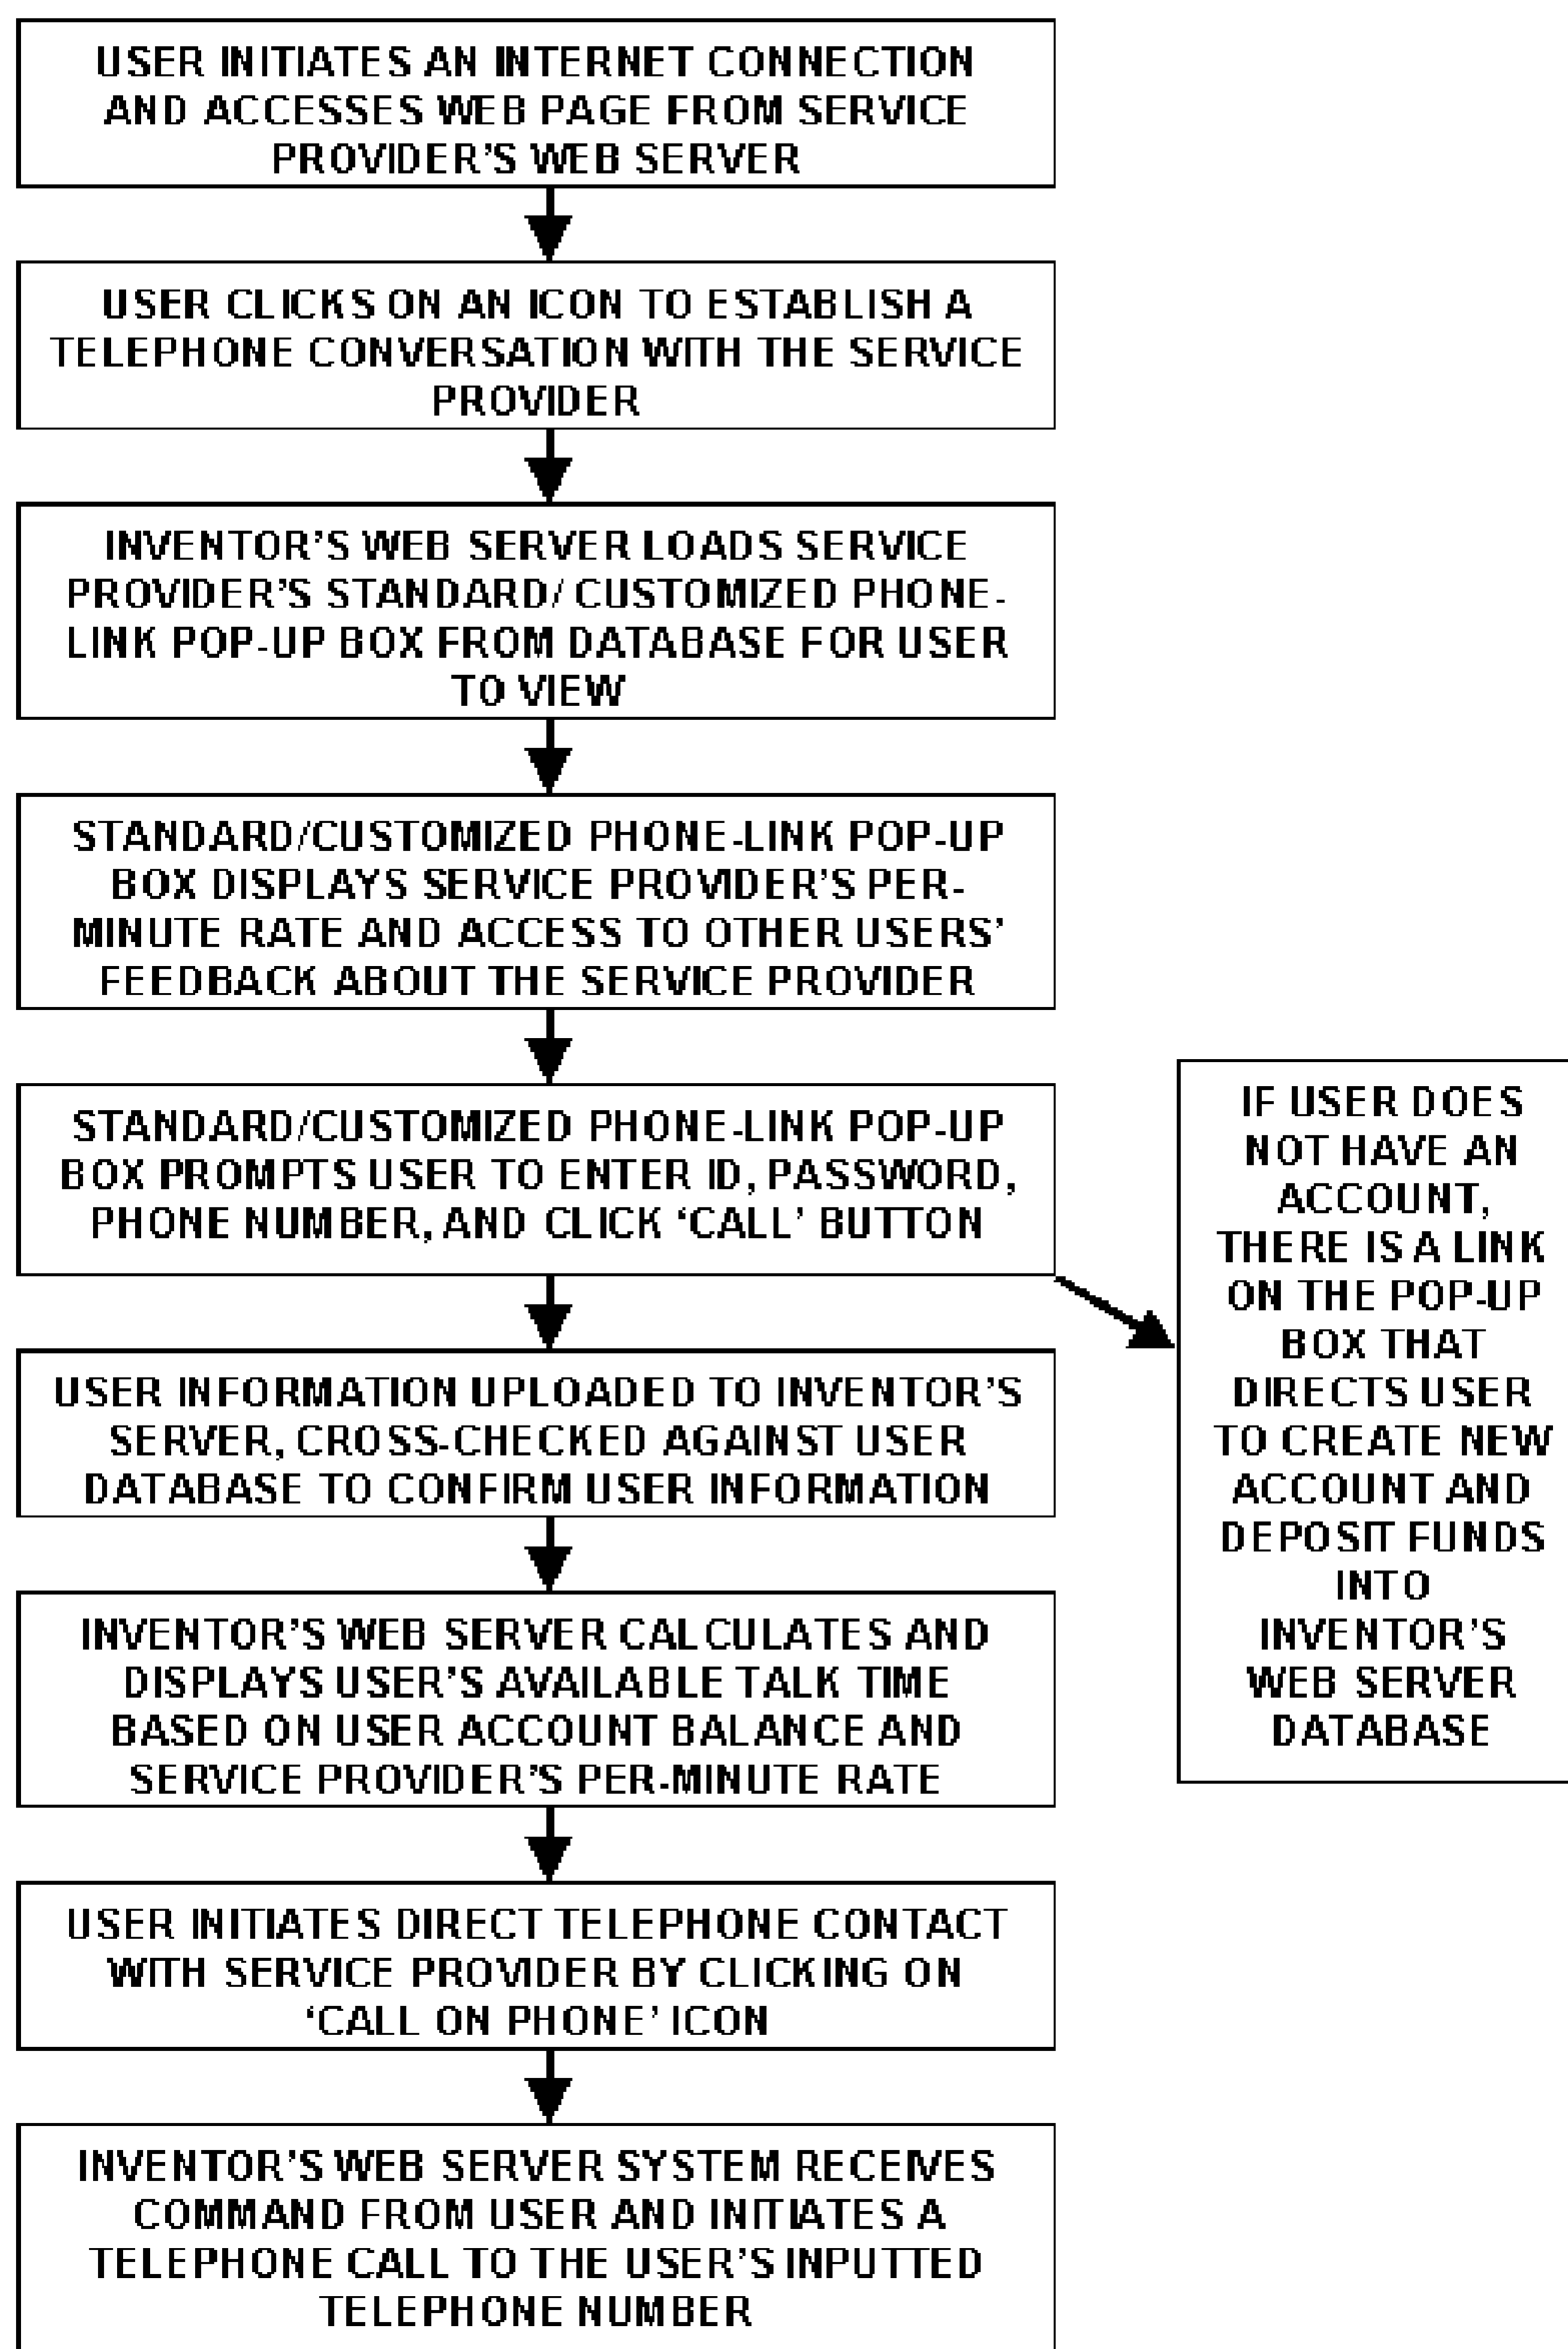 USER INITIATES AN INTERNET CONNECTION
AND ACCESSES WEB PAGE FROM SERVICE
PROVIDER'S WEB SERVER
USER CLICKS ON AN ICON TO ESTABLISH A
TELEPHONE CONVERSATION WITH THE SERVICE
PROVIDER
INVENTOR'S WEB SERVER LOADS SERVICE
PROVIDER'S STANDARD/ CUSTOMIZED PHONE-
LINK POP-UP BOX FROM DATABASE FOR USER
TO VIEW
STANDARD/CUSTOMIZED PHONE-LINK POP-UP
BOX DISPLAYS SERVICE PROVIDER'S PER-
MINUTE RATE AND ACCESS TO OTHER USERS'
FEEDBACK ABOUT THE SERVICE PROVIDER
STANDARD/CUSTOMIZED PHONE-LINK POP-UP
BOX PROMPTS USER TO ENTER ID, PASSWORD,
PHONE NUMBER, AND CLICK ‘CALL’ BUTTON
IF USER DOES
NOT HAVE AN
ACCOUNT,
THERE IS A LINK
ON THE POP-UP
BOX THAT
DIRECTS USER
TO CREATE NEW
ACCOUNT AND
DEPOSIT FUNDS
INTO
INVENTOR'S
WEB SERVER
DATABASE
USER INFORMATION UPLOADED TO INVENTOR'S
SERVER, CROSS-CHECKED AGAINST USER
DATABASE TO CONFIRM USER INFORMATION
INVENTOR'S WEB SERVER CALCULATES AND
DISPLAYS USER'S AVAILABLE TALK TIME
BASED ON USER ACCOUNT BALANCE AND
SERVICE PROVIDER'S PER-MINUTE RATE
USER INITIATES DIRECT TELEPHONE CONTACT
WITH SERVICE PROVIDER BY CLICKING ON
‘CALL ON PHONE’ ICON
INVENTOR'S WEB SERVER SYSTEM RECEIVES
COMMAND FROM USER AND INITIATES A
TELEPHONE CALL TO THE USER'S INPUTTED
TELEPHONE NUMBER